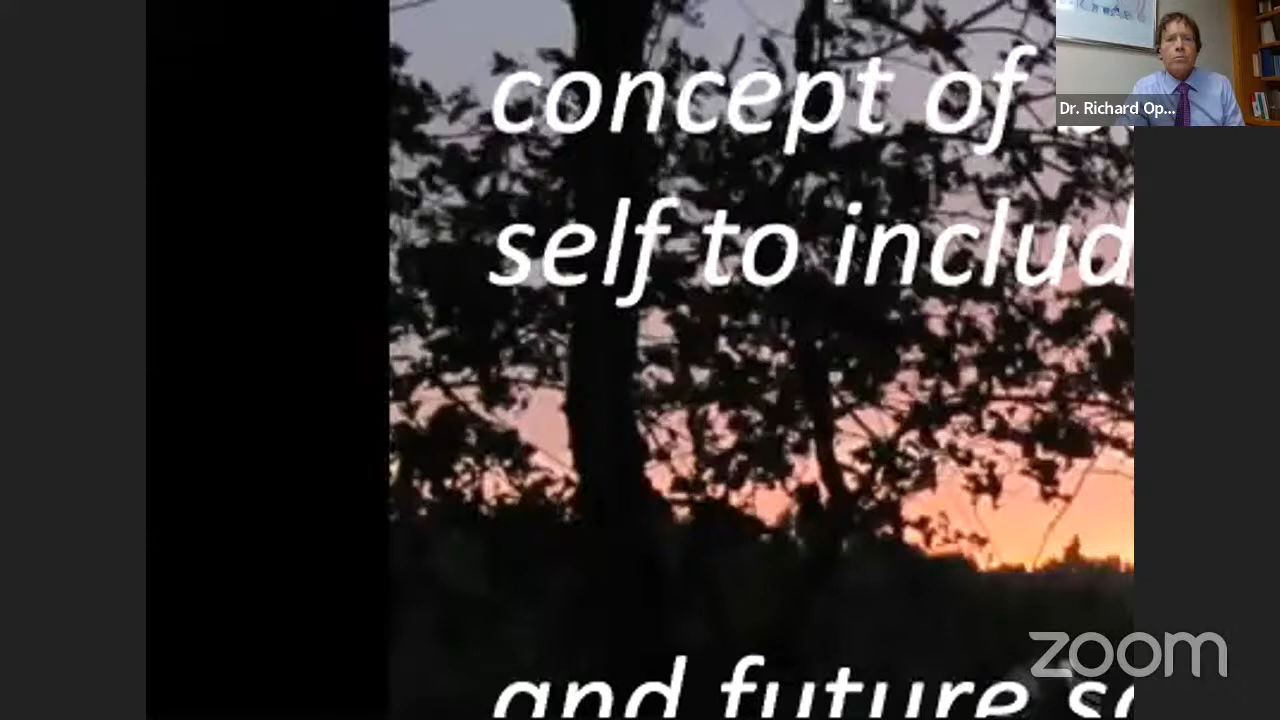 concept of
self to includ
and future
Dr. Richard Op...
zoom